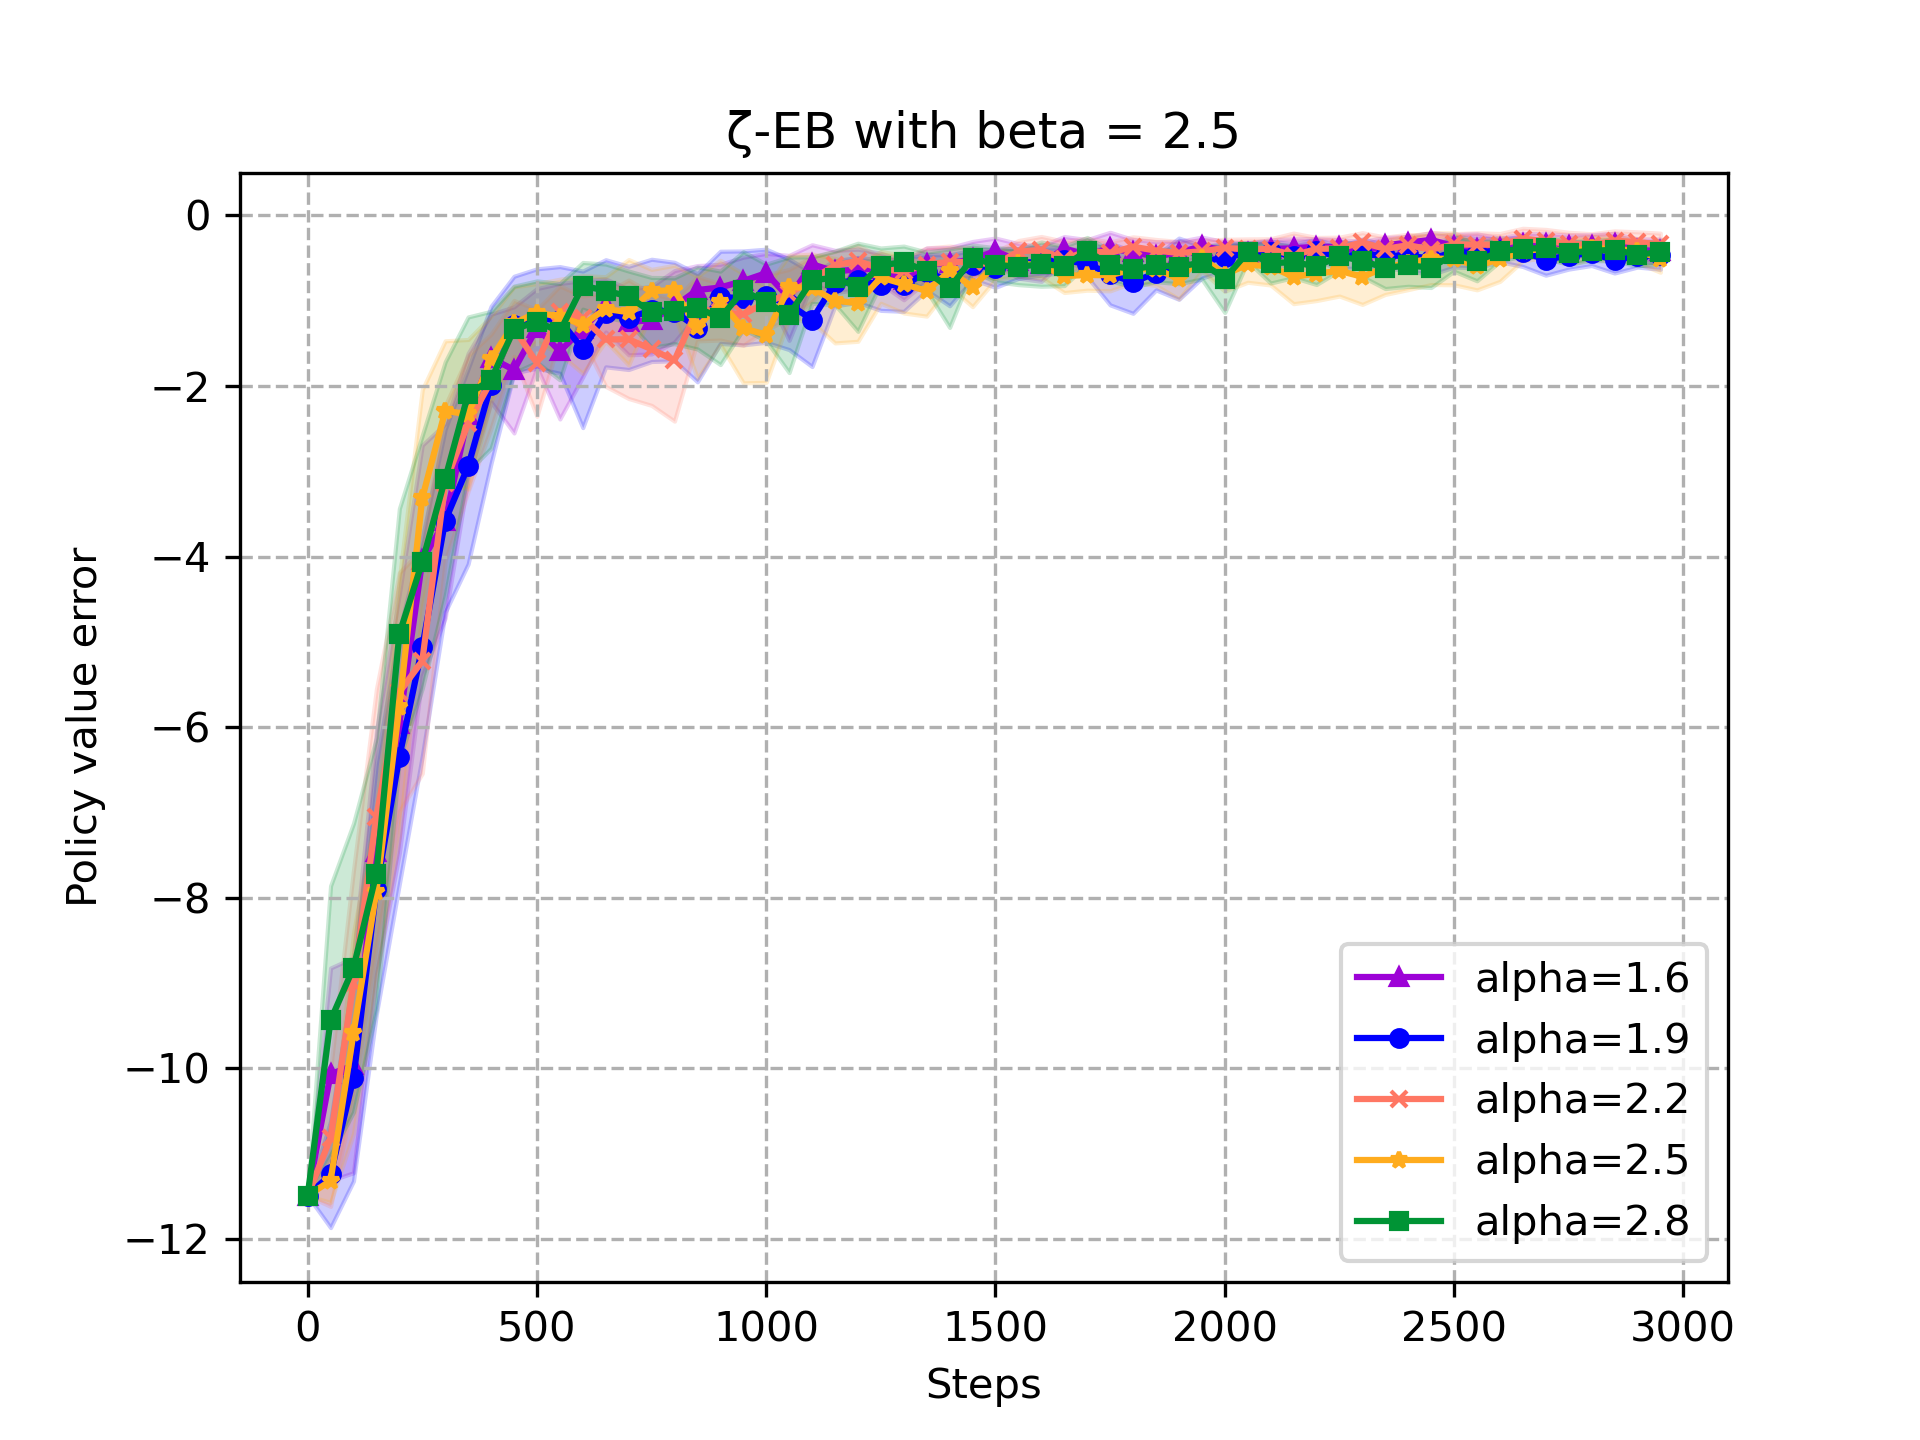 ζ-EB with beta = 2.5
Policy value error
0
−2
−4
−6
−8
−10
−12
alpha=1.6
alpha=1.9
alpha=2.2
alpha=2.5
alpha=2.8
0 500 1000 1500 2000 2500 3000
Steps